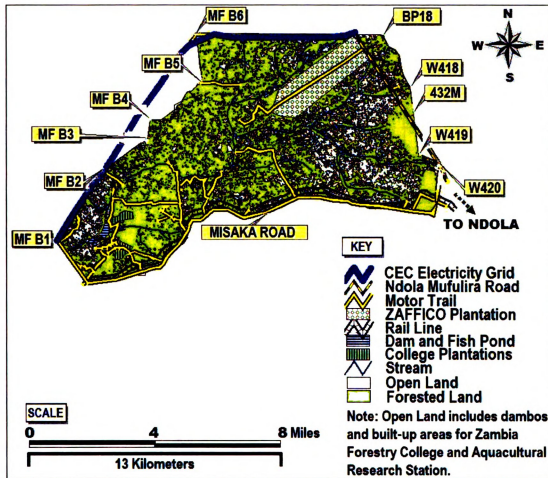 MF B6
BP18
N
W E
S
MF B5
W418
MF B4
432M
MF B3
W419
MF B2
W420
TO NDOLA
MF B1
MISAKA ROAD
KEY
CEC Electricity Grid
Ndola Mufulira Road
Motor Trail
ZAFFICO Plantation
Rail Line
Dam and Fish Pond
College Plantations
Stream
Open Land
Forested Land
SCALE
0 4 8 Miles
13 Kilometers
Note: Open Land includes dambos
and built-up areas for Zambia
Forestry College and Aquacultural
Research Station.